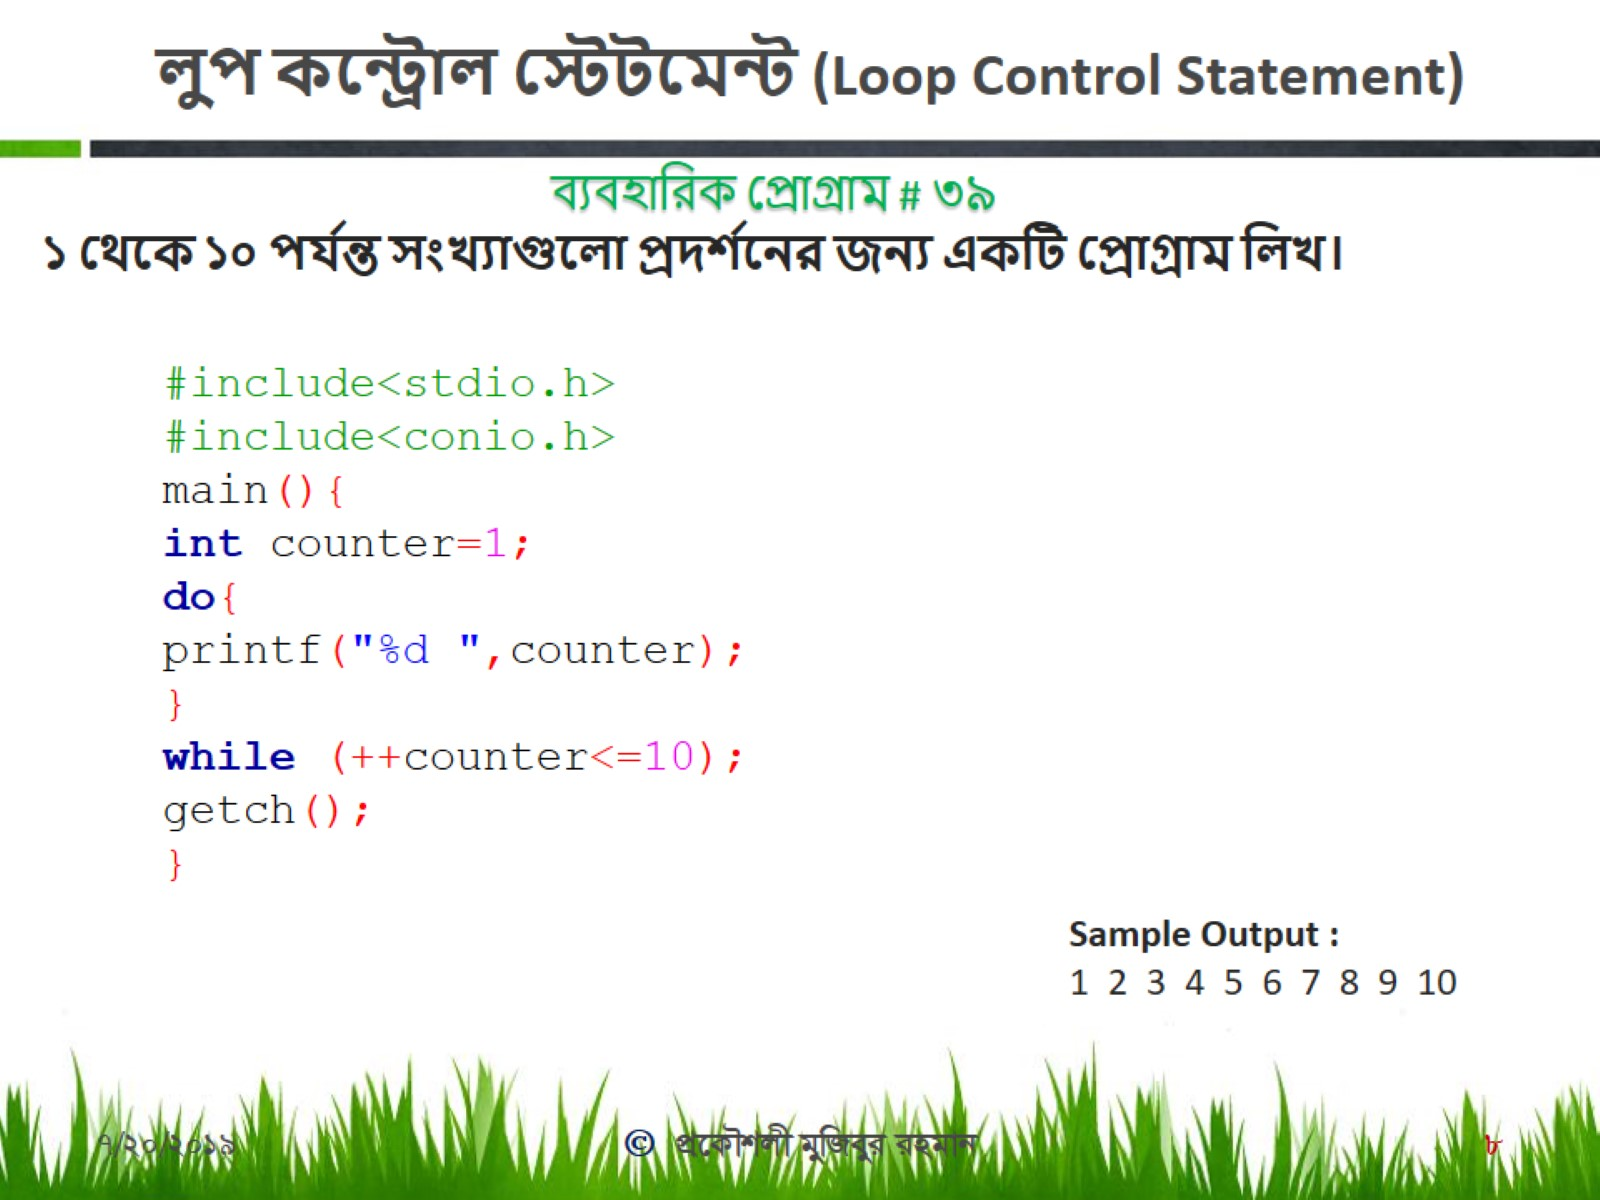 লুপ কন্ট্রোল স্টেটমেন্ট (Loop Control Statement)
ব্যবহারিক প্রোগ্রাম # ৩৯
১ থেকে ১০ পর্যন্ত সংখ্যাগুলো প্রদর্শনের জন্য একটি প্রোগ্রাম লিখ।
#include<stdio.h>
#include<conio.h>
main(){
int counter=1;
do{
printf("%d ",counter);
}
while (++counter<=10);
getch();
}
Sample Output :
1 2 3 4 5 6 7 8 9 10
৭/২০/২০১৯
© প্রকৌশলী মুজিবুর রহমান
৮